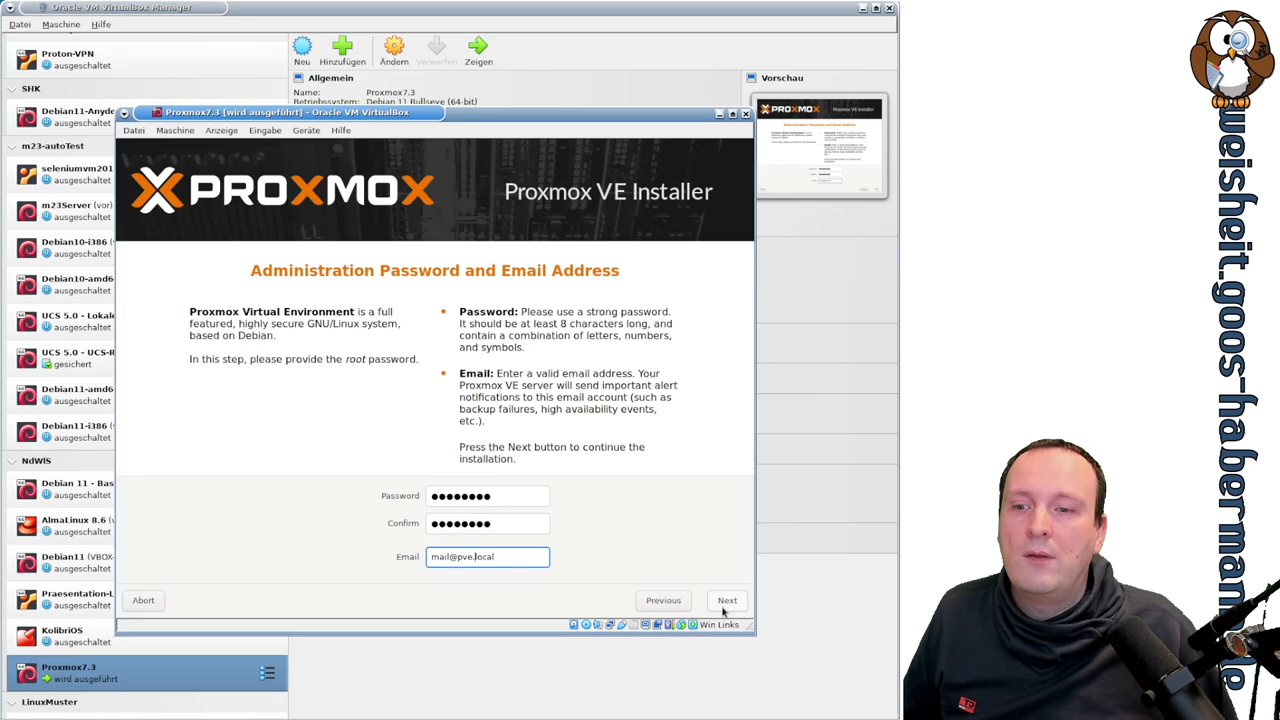 Oracle VM VirtualBox Manager
Datei Maschine Hilfe
Proton-VPN
ausgeschaltet
SHK
Debian11-Anyde
ausgeschaltet
m23-autoTest
seleniumvm201
ausgeschaltet
m23Server (vor)
ausgeschaltet
Debian10-i386 (
ausgeschaltet
Debian10-amd6
ausgeschaltet
UCS 5.0 - Lokale
ausgeschaltet
UCS 5.0 - UCS-R
gesichert
Debian11-amd6
ausgeschaltet
Debian11-i386 (
ausgeschaltet
NdWiS
Debian 11 - Bas
ausgeschaltet
AlmaLinux 8.6 (v
ausgeschaltet
Debian11 (VBOX-
ausgeschaltet
Praesentation-L
ausgeschaltet
KolibriOS
ausgeschaltet
Proxmox7.3
wird ausgeführt
LinuxMuster
Neu Hinzufügen Ändern Verwerfen Zeigen
Allgemein
Name: Proxmox7.3
Betriebssystem: Debian 11 Bullseye (64-bit)
Vorschau
PROXMOX Proxmox VE Installer
Administration Password and Email Address
Proxmox7.3 [wird ausgeführt] - Oracle VM VirtualBox
Datei Maschine Anzeige Eingabe Geräte Hilfe
PROXMOX Proxmox VE Installer
Administration Password and Email Address
Proxmox Virtual Environment is a full
featured, highly secure GNU/Linux system,
based on Debian.
In this step, please provide the root password.
• Password: Please use a strong password.
It should be at least 8 characters long, and
contain a combination of letters, numbers,
and symbols.
• Email: Enter a valid email address. Your
Proxmox VE server will send important alert
notifications to this email account (such as
backup failures, high availability events,
etc.).
Press the Next button to continue the
installation.
Password ●●●●●●●●
Confirm ●●●●●●●●
Email mail@pve.local
Abort Previous Next
Win Links
weisheit.goos-habermann.de